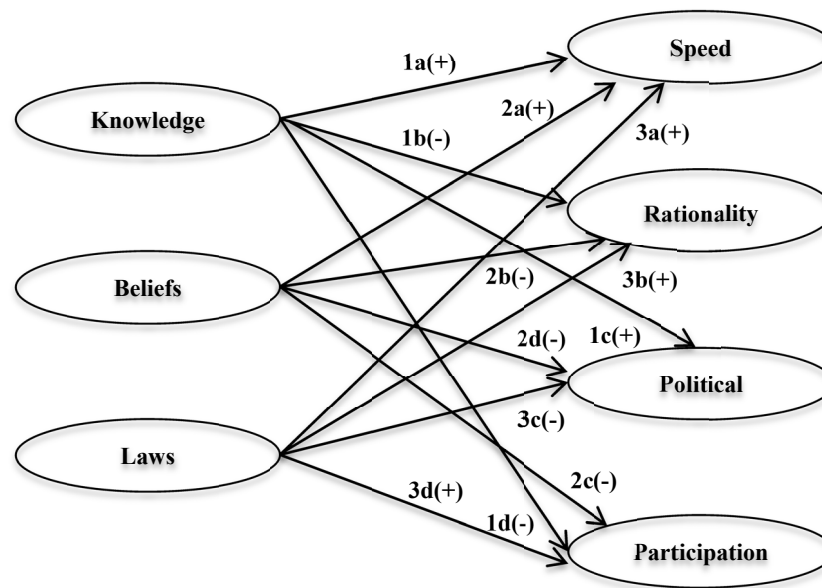 Speed
1a(+)
Knowledge
2a(+)
1b(-)
3a(+)
Rationality
Beliefs
2b(-)
3b(+)
2d(-)
1c(+)
Political
3c(-)
Laws
2c(-)
3d(+)
1d(-)
Participation